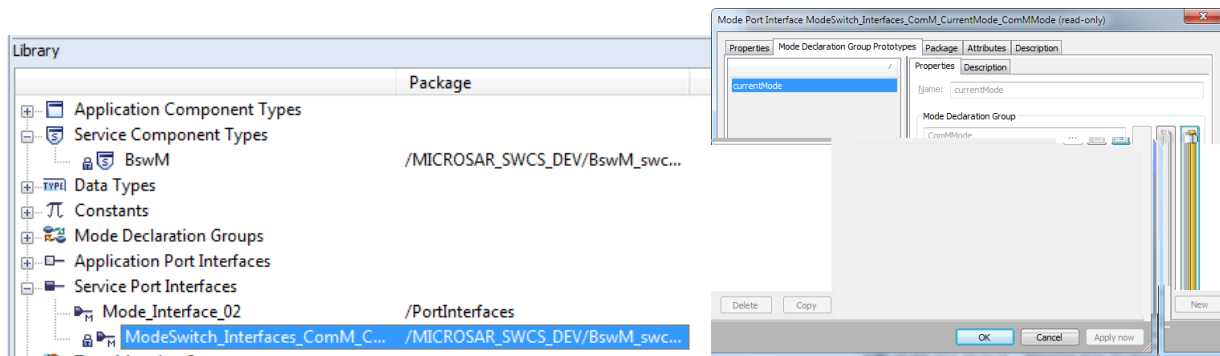 Library
Package
Application Component Types
Service Component Types
BswM /MICROSAR_SWCS_DEV/BswM_swc...
Data Types
Constants
Mode Declaration Groups
Application Port Interfaces
Service Port Interfaces
Mode_Interface_02 /PortInterfaces
ModeSwitch_Interfaces_ComM_C... /MICROSAR_SWCS_DEV/BswM_swc...
Mode Port Interface ModeSwitch_Interfaces_ComM_CurrentMode_ComMMode (read-only)
Properties Mode Declaration Group Prototypes Package Attributes Description
currentMode
Properties Description
Name: currentMode
Mode Declaration Group
ComMMode ...
Delete Copy
New
OK Cancel Apply now